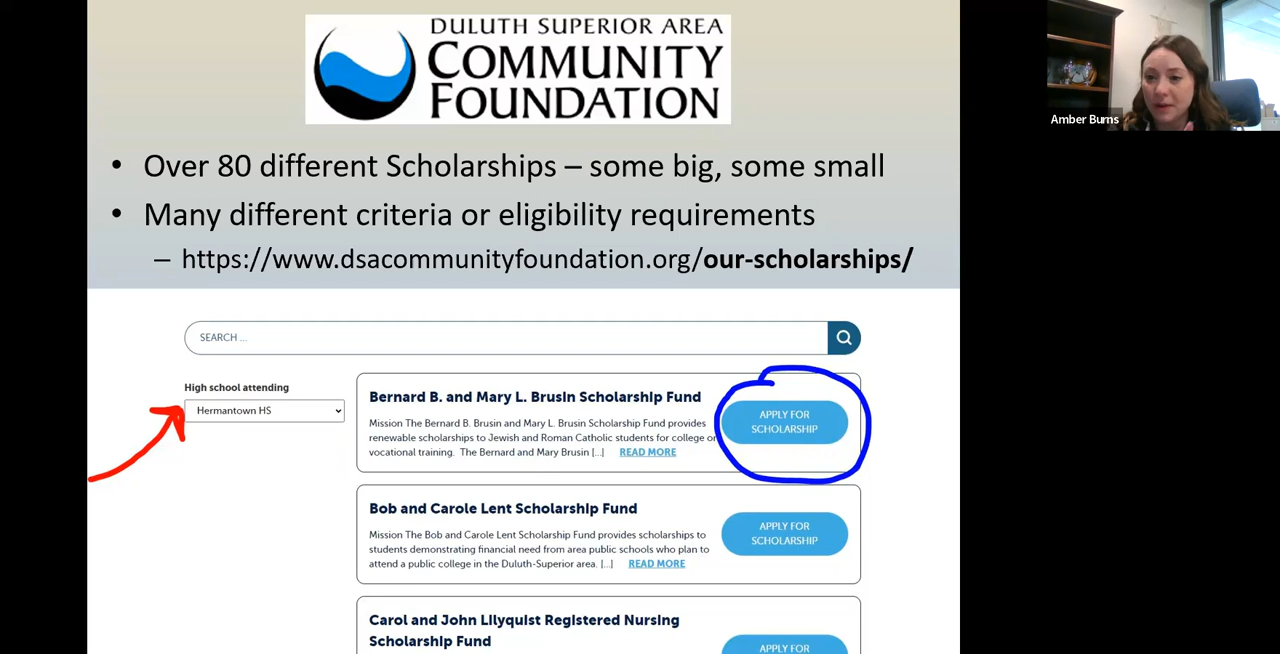 DULUTH SUPERIOR AREA
COMMUNITY
FOUNDATION
Amber Burns
• Over 80 different Scholarships – some big, some small
• Many different criteria or eligibility requirements
– https://www.dsacommunityfoundation.org/our-scholarships/
SEARCH ...
High school attending
Hermantown HS
Bernard B. and Mary L. Brusin Scholarship Fund
Mission The Bernard B. Brusin and Mary L. Brusin Scholarship Fund provides
renewable scholarships to Jewish and Roman Catholic students for college or
vocational training. The Bernard and Mary Brusin [...] READ MORE
APPLY FOR
SCHOLARSHIP
Bob and Carole Lent Scholarship Fund
Mission The Bob and Carole Lent Scholarship Fund provides scholarships to
students demonstrating financial need from area public schools who plan to
attend a public college in the Duluth-Superior area. [...] READ MORE
APPLY FOR
SCHOLARSHIP
Carol and John Lilyquist Registered Nursing
Scholarship Fund
APPLY FOR